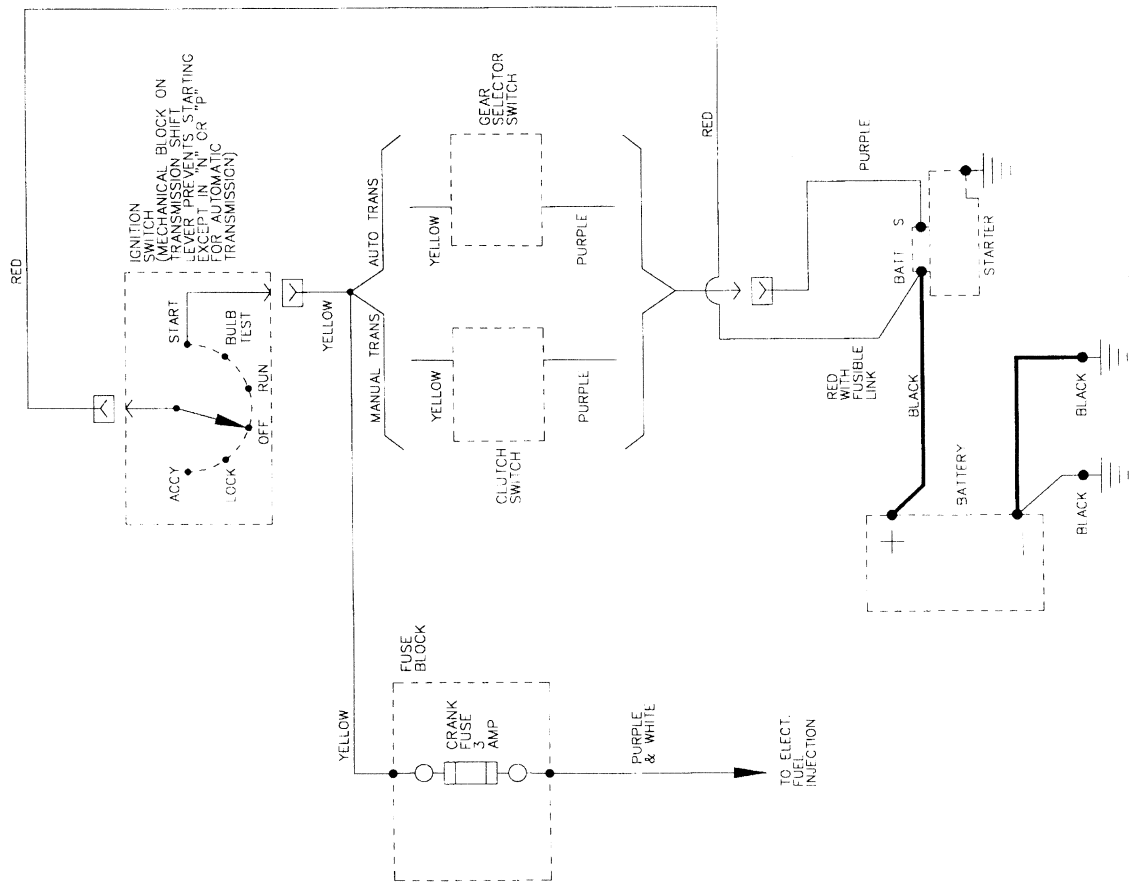 RED
IGNITION
SWITCH
(MECHANICAL BLOCK ON
TRANSMISSION SHIFT
LEVER PREVENTS STARTING
EXCEPT IN "N" OR "P"
FOR AUTOMATIC
TRANSMISSION)
ACCY
LOCK
OFF
RUN
BULB
TEST
START
YELLOW
MANUAL TRANS
AUTO TRANS
YELLOW
PURPLE
CLUTCH
SWITCH
YELLOW
PURPLE
GEAR
SELECTOR
SWITCH
RED
PURPLE
BATT
S
STARTER
RED
WITH
FUSIBLE
LINK
BLACK
+
−
BATTERY
BLACK
BLACK
YELLOW
FUSE
BLOCK
CRANK
FUSE
3
AMP
PURPLE
& WHITE
TO ELECT.
FUEL
INJECTION